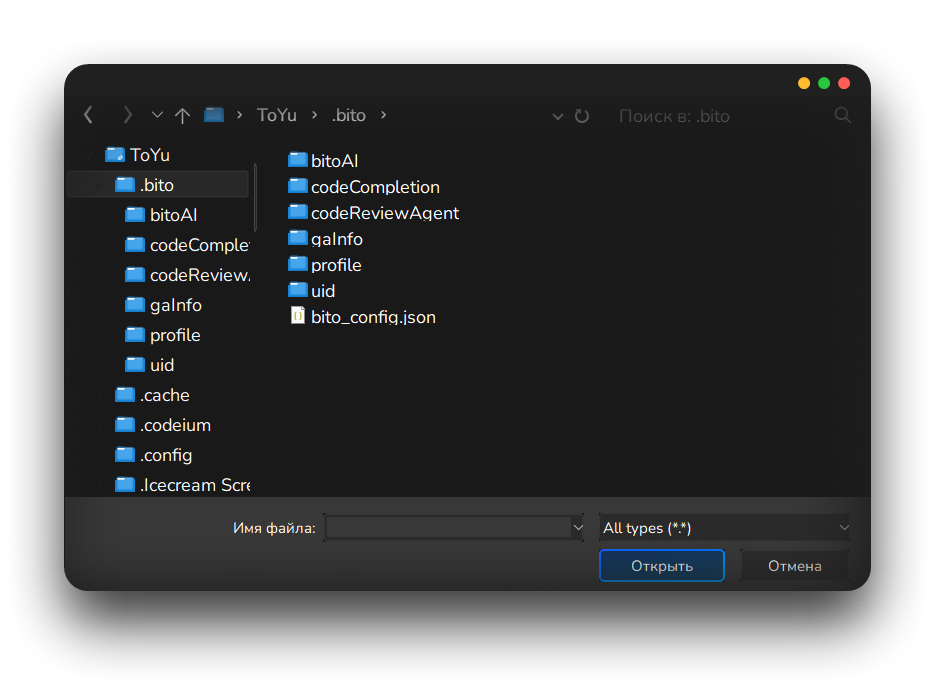 ToYu .bito
Поиск в: .bito
ToYu
.bito
bitoAI
codeComple
codeReview.
gaInfo
profile
uid
.cache
.codeium
.config
.Icecream Scre
bitoAI
codeCompletion
codeReviewAgent
gaInfo
profile
uid
bito_config.json
Имя файла:
All types (*.*)
Открыть
Отмена